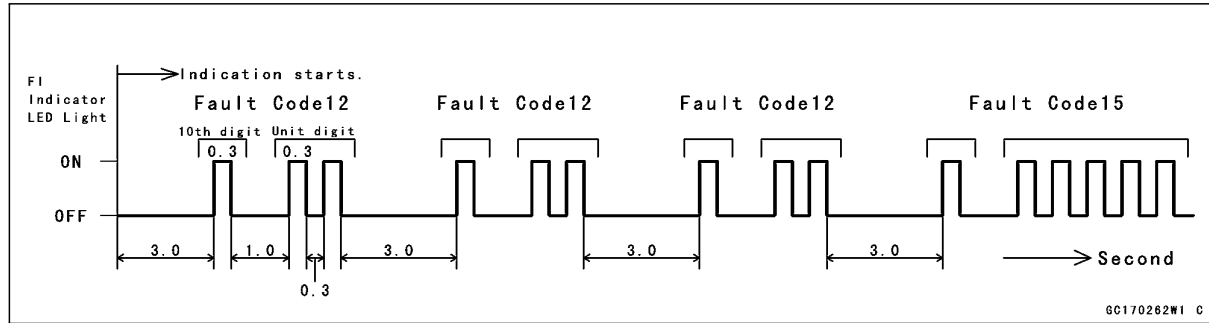 FI
Indicator
LED Light
Indication starts.
Fault Code12
Fault Code12
Fault Code12
Fault Code15
10th digit
Unit digit
0.3
0.3
ON
OFF
3.0
1.0
0.3
3.0
3.0
3.0
Second
GC170262W1 C